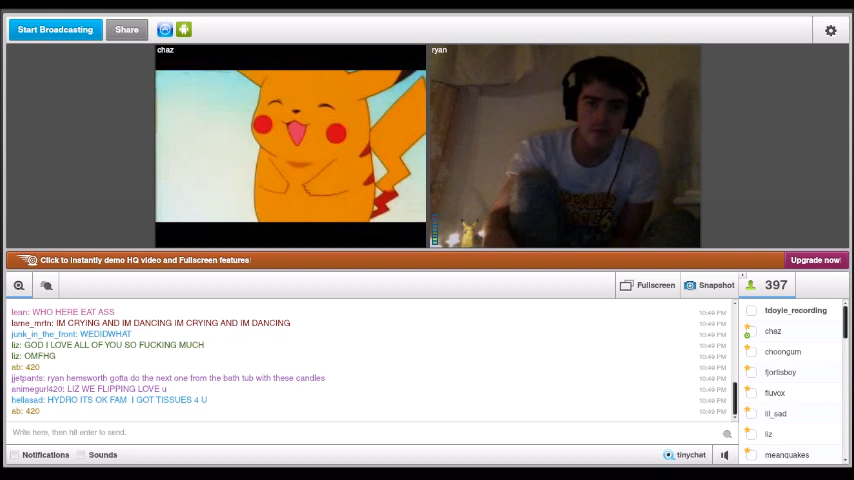 Start Broadcasting Share
chaz
ryan
Click to instantly demo HQ video and Fullscreen features!
Upgrade now!
Fullscreen Snapshot 397
lean: WHO HERE EAT ASS 10:49 PM
lame_mrtn: IM CRYING AND IM DANCING IM CRYING AND IM DANCING 10:49 PM
junk_in_the_front: WEDIDWHAT 10:49 PM
liz: GOD I LOVE ALL OF YOU SO FUCKING MUCH 10:49 PM
liz: OMFHG 10:49 PM
ab: 420 10:49 PM
jjetpants: ryan hemsworth gotta do the next one from the bath tub with these candles 10:49 PM
animegurl420: LIZ WE FLIPPING LOVE u 10:49 PM
hellasad: HYDRO ITS OK FAM I GOT TISSUES 4 U 10:49 PM
ab: 420 10:49 PM
tdoyle_recording
chaz
choongum
fjortisboy
fluvox
lil_sad
liz
meanquakes
Write here, then hit enter to send.
Notifications Sounds tinychat